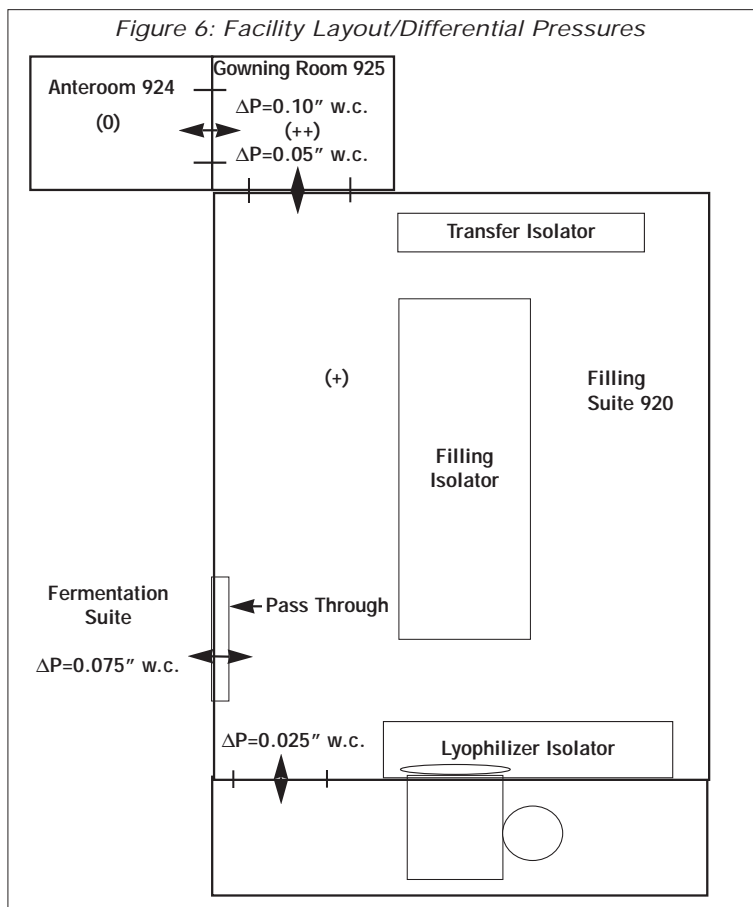 Figure 6: Facility Layout/Differential Pressures
Anteroom 924
(0)
Gowning Room 925
ΔP=0.10″ w.c.
(++)
ΔP=0.05″ w.c.
Transfer Isolator
(+)
Filling
Suite 920
Filling
Isolator
Fermentation
Suite
Pass Through
ΔP=0.075″ w.c.
ΔP=0.025″ w.c.
Lyophilizer Isolator